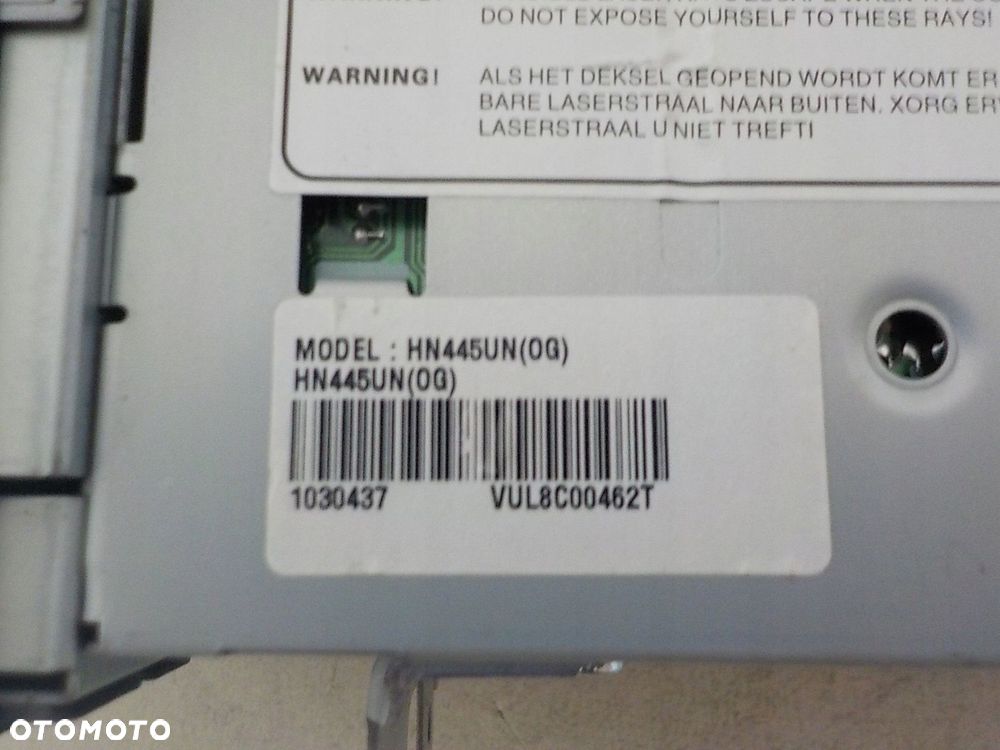 DO NOT EXPOSE YOURSELF TO THESE RAYS!
WARNING!
ALS HET DEKSEL GEOPEND WORDT KOMT ER
BARE LASERSTRAAL NAAR BUITEN. XORG ERV
LASERSTRAAL U NIET TREFT!
MODEL : HN445UN(OG)
HN445UN(OG)
1030437 VUL8C00462T
OTOMOTO